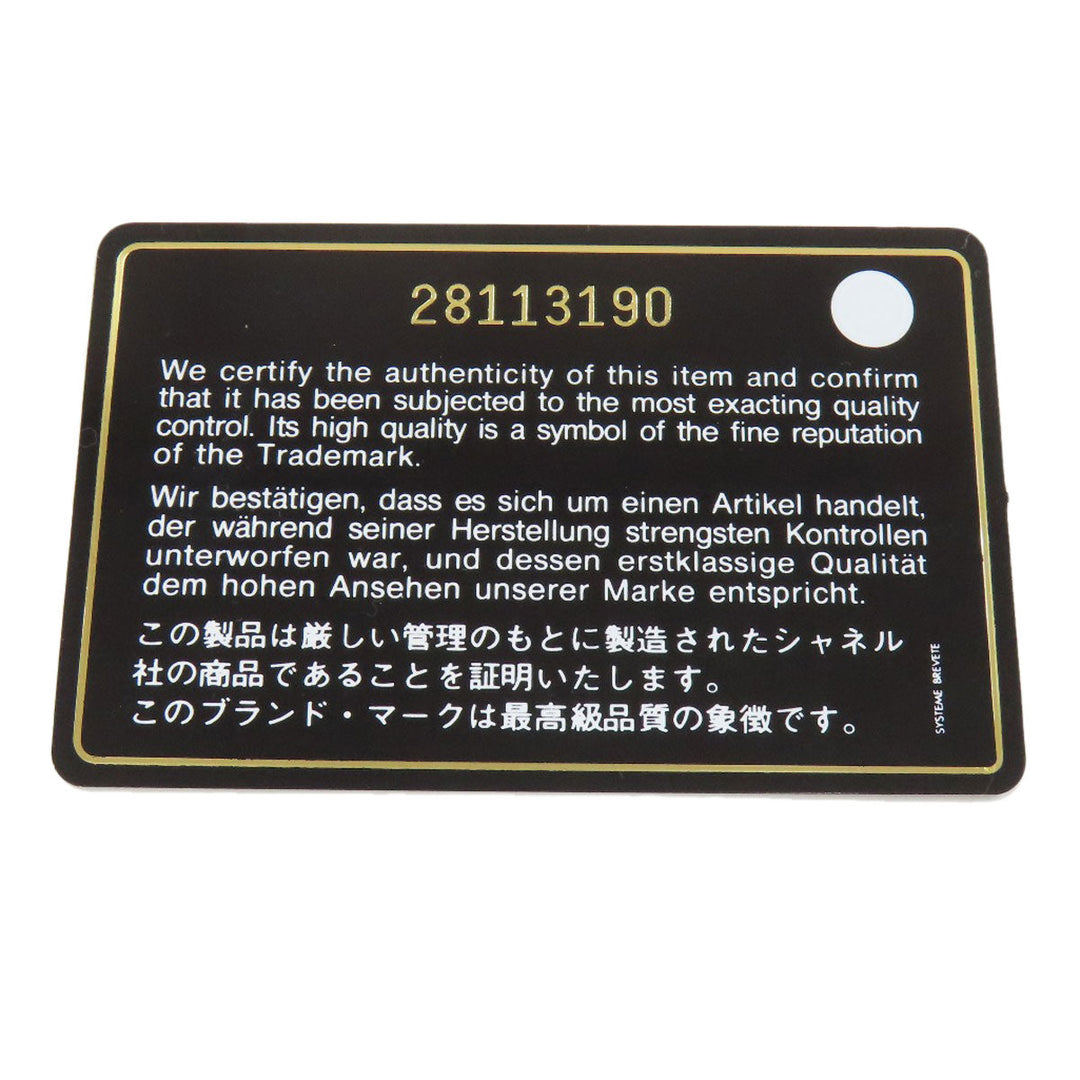 28113190
We certify the authenticity of this item and confirm
that it has been subjected to the most exacting quality
control. Its high quality is a symbol of the fine reputation
of the Trademark.
Wir bestätigen, dass es sich um einen Artikel handelt,
der während seiner Herstellung strengsten Kontrollen
unterworfen war, und dessen erstklassige Qualität
dem hohen Ansehen unserer Marke entspricht.
この製品は厳しい管理のもとに製造されたシャネル
社の商品であることを証明いたします。
このブランド・マークは最高級品質の象徴です。
SYSTEME BREVETE